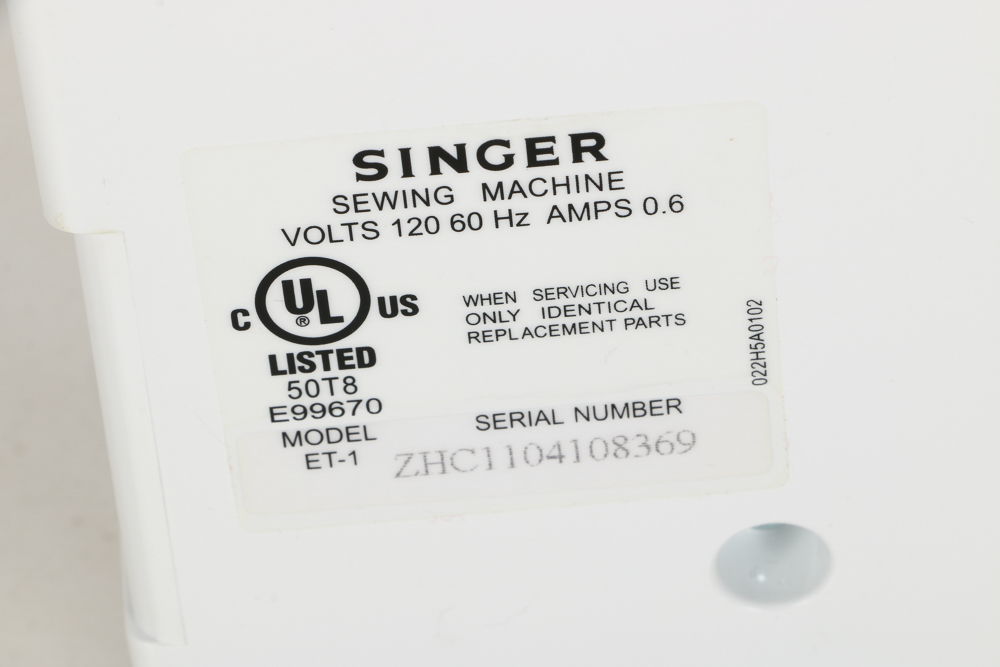 SINGER
SEWING MACHINE
VOLTS 120 60 Hz AMPS 0.6
C UL® US
LISTED
50T8
E99670
MODEL
ET-1
WHEN SERVICING USE
ONLY IDENTICAL
REPLACEMENT PARTS
SERIAL NUMBER
ZHC1104108369
022H5A0102